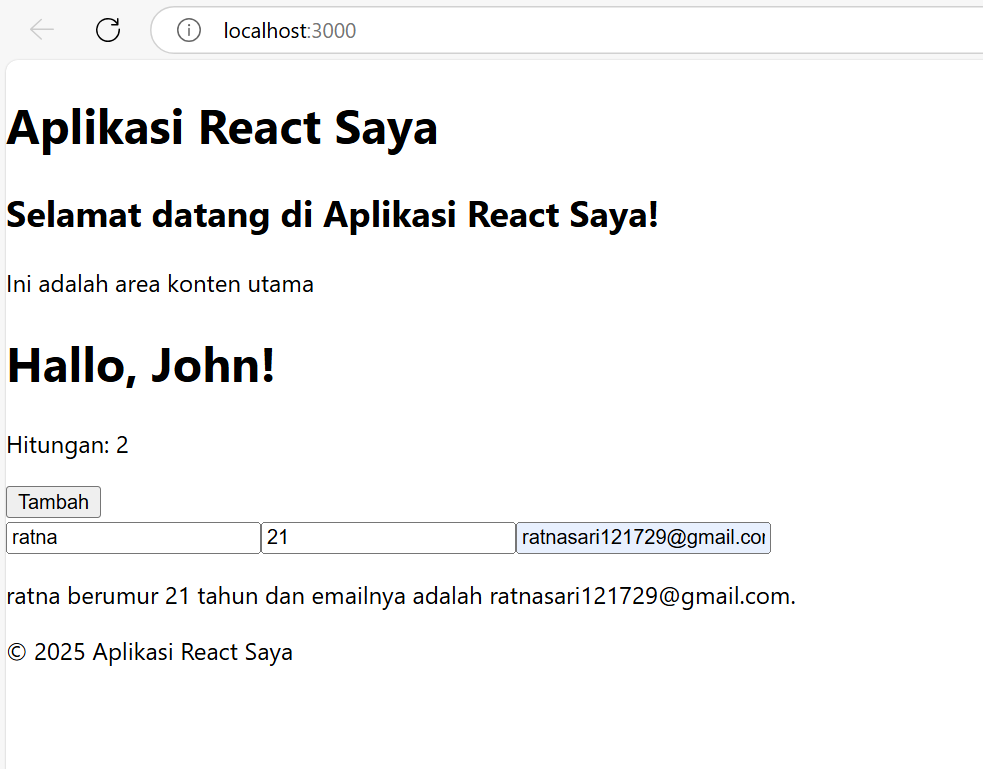 localhost:3000
Aplikasi React Saya
Selamat datang di Aplikasi React Saya!
Ini adalah area konten utama
Hallo, John!
Hitungan: 2
Tambah
ratna 21 ratnasari121729@gmail.com
ratna berumur 21 tahun dan emailnya adalah ratnasari121729@gmail.com.
© 2025 Aplikasi React Saya